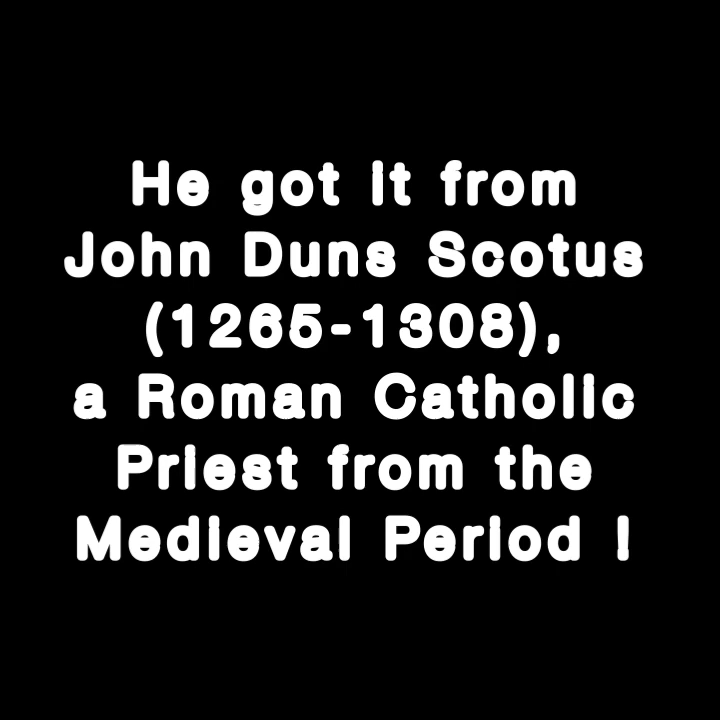 He got it from
John Duns Scotus
(1265-1308),
a Roman Catholic
Priest from the
Medieval Period !